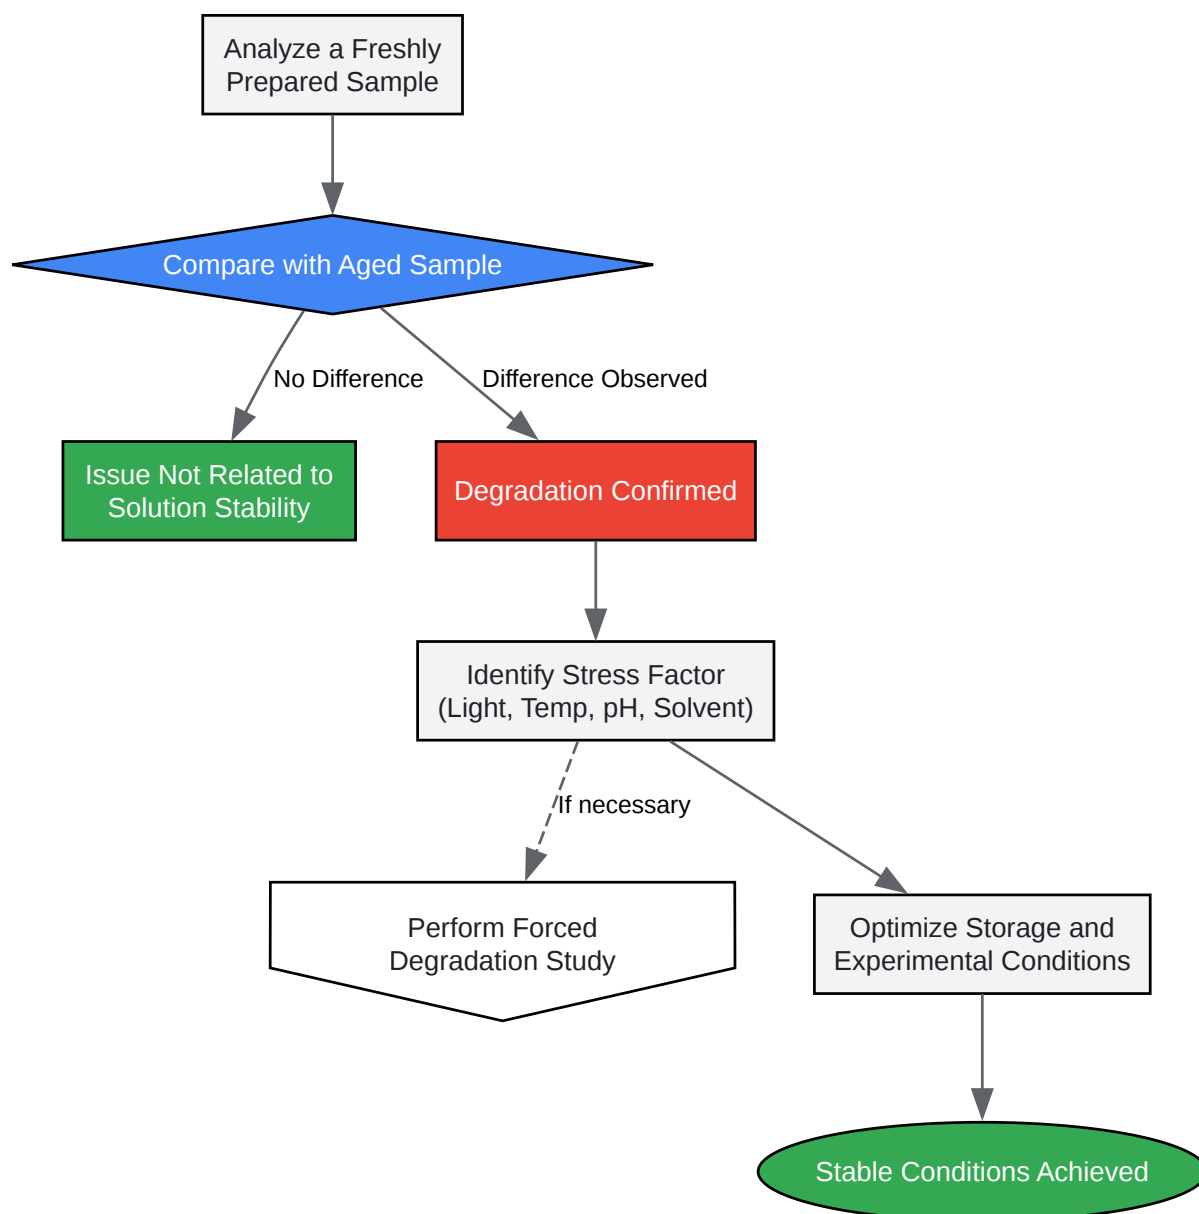 Analyze a Freshly
Prepared Sample
Compare with Aged Sample
No Difference
Difference Observed
Issue Not Related to
Solution Stability
Degradation Confirmed
Identify Stress Factor
(Light, Temp, pH, Solvent)
If necessary
Perform Forced
Degradation Study
Optimize Storage and
Experimental Conditions
Stable Conditions Achieved